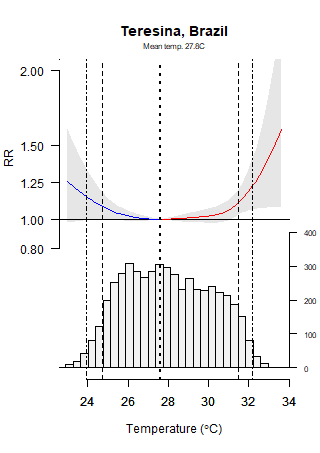 Teresina, Brazil
Mean temp. 27.8C
2.00
1.50
1.25
1.00
0.80
RR
400
300
200
100
0
24 26 28 30 32 34
Temperature (°C)